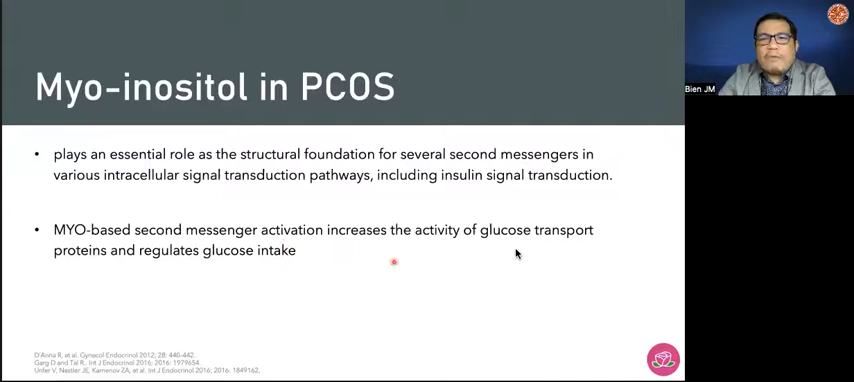 Myo-inositol in PCOS
Bien JM
• plays an essential role as the structural foundation for several second messengers in
various intracellular signal transduction pathways, including insulin signal transduction.
• MYO-based second messenger activation increases the activity of glucose transport
proteins and regulates glucose intake
D'Anna R, et al. Gynecol Endocrinol 2012; 28: 440-442.
Garg D and Tal R, Int J Endocrinol 2016; 2016: 1979654.
Unfer V, Nestler JE, Kamenov ZA, et al. Int J Endocrinol 2016; 2016. 1849162.